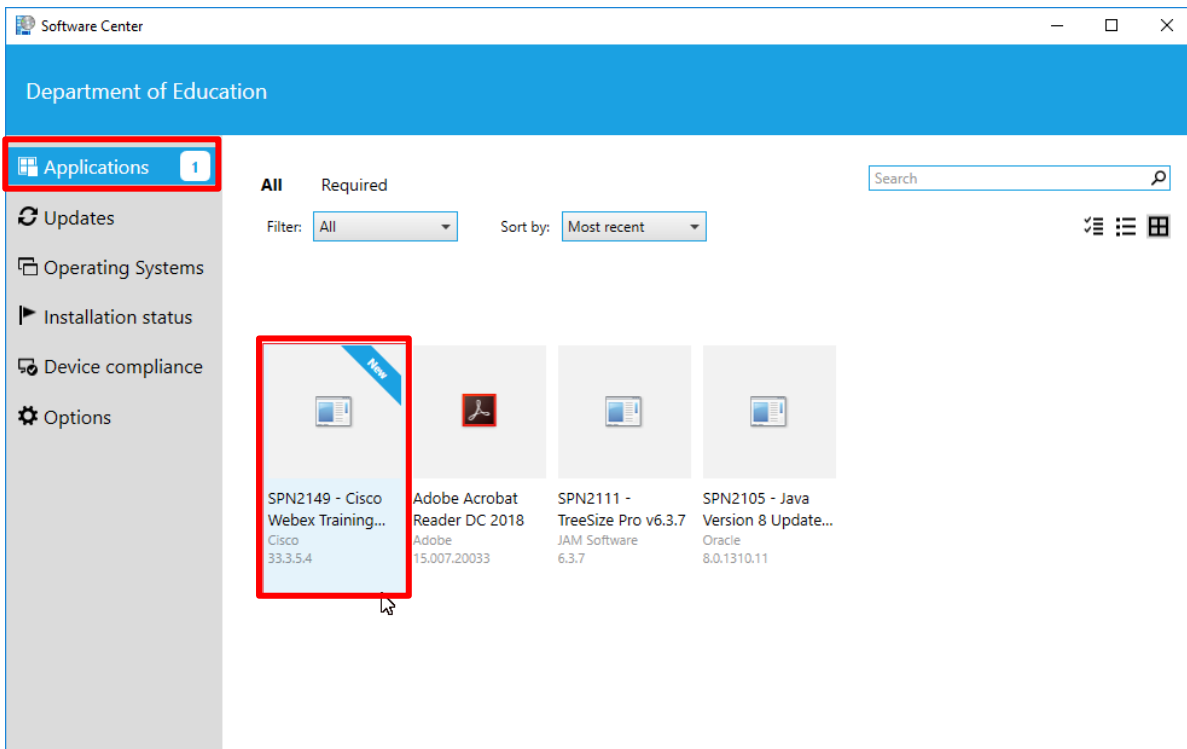 Software Center
Department of Education
Applications 1
Updates
Operating Systems
Installation status
Device compliance
Options
All Required
Search
Filter: All Sort by: Most recent
New
SPN2149 - Cisco
Webex Training...
Cisco
33.3.5.4
Adobe Acrobat
Reader DC 2018
Adobe
15.007.20033
SPN2111 -
TreeSize Pro v6.3.7
JAM Software
6.3.7
SPN2105 - Java
Version 8 Update...
Oracle
8.0.1310.11